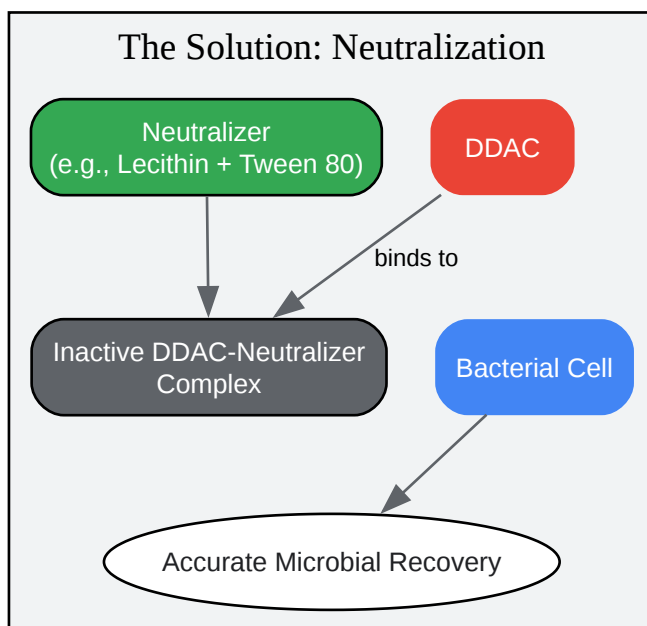 The Solution: Neutralization
Neutralizer
(e.g., Lecithin + Tween 80)
DDAC
binds to
Inactive DDAC-Neutralizer
Complex
Bacterial Cell
Accurate Microbial Recovery